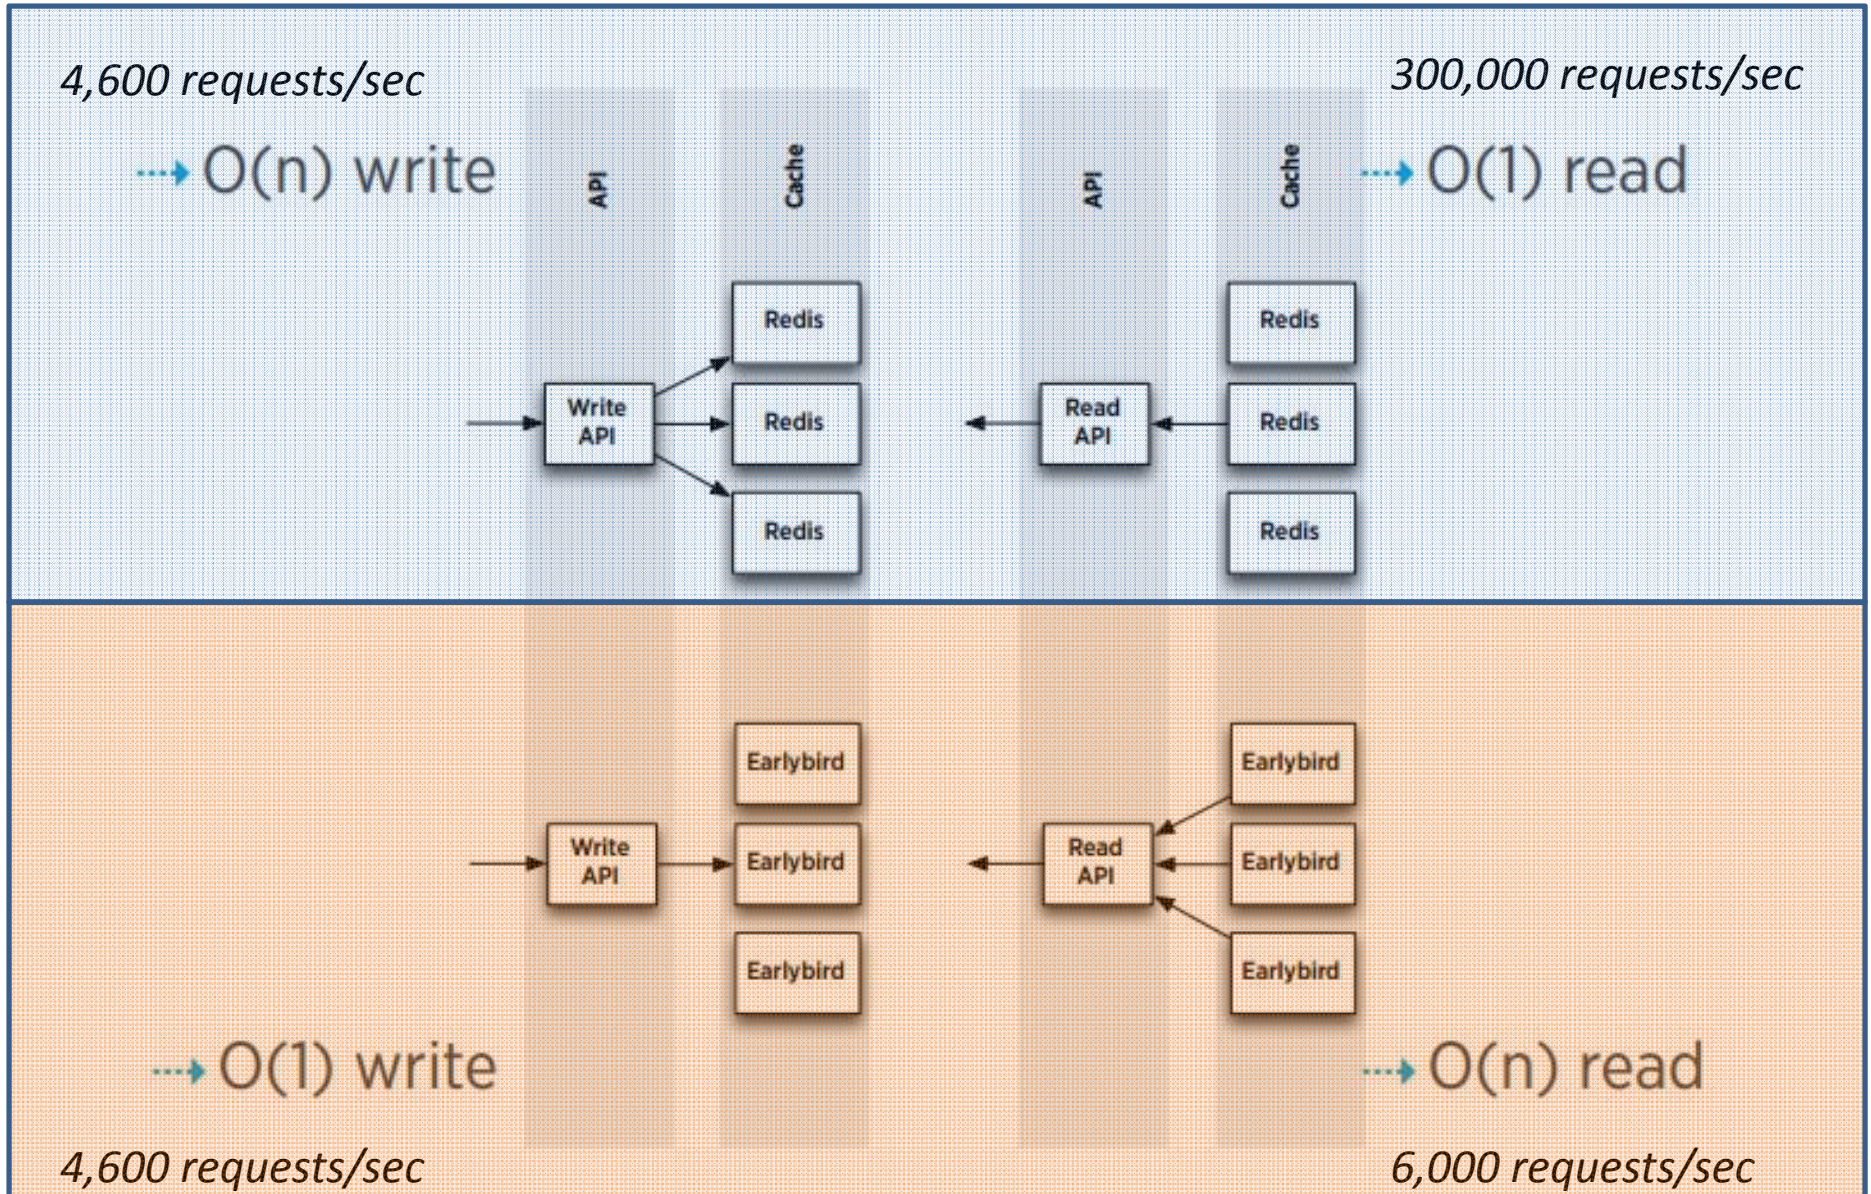 4,600 requests/sec
300,000 requests/sec
O(n) write
API
Cache
API
Cache
O(1) read
Redis
Redis
Write
API
Redis
Read
API
Redis
Redis
Redis
Earlybird
Earlybird
Write
API
Earlybird
Read
API
Earlybird
Earlybird
Earlybird
O(1) write
O(n) read
4,600 requests/sec
6,000 requests/sec